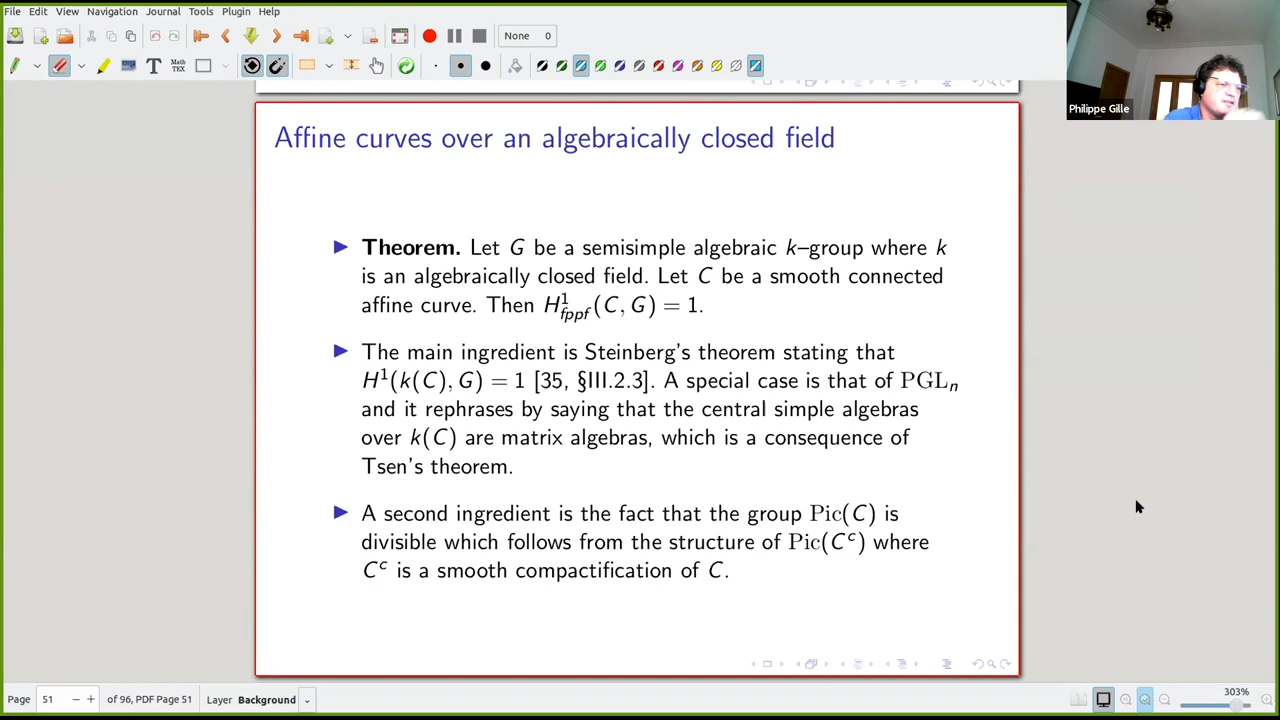 File Edit View Navigation Journal Tools Plugin Help
None 0
Philippe Gille
Affine curves over an algebraically closed field
Theorem. Let G be a semisimple algebraic k–group where k
is an algebraically closed field. Let C be a smooth connected
affine curve. Then H¹_fppf(C, G) = 1.
The main ingredient is Steinberg's theorem stating that
H¹(k(C), G) = 1 [35, §III.2.3]. A special case is that of PGLₙ
and it rephrases by saying that the central simple algebras
over k(C) are matrix algebras, which is a consequence of
Tsen's theorem.
A second ingredient is the fact that the group Pic(C) is
divisible which follows from the structure of Pic(Cᶜ) where
Cᶜ is a smooth compactification of C.
Page 51 − + of 96, PDF Page 51 Layer Background 303%